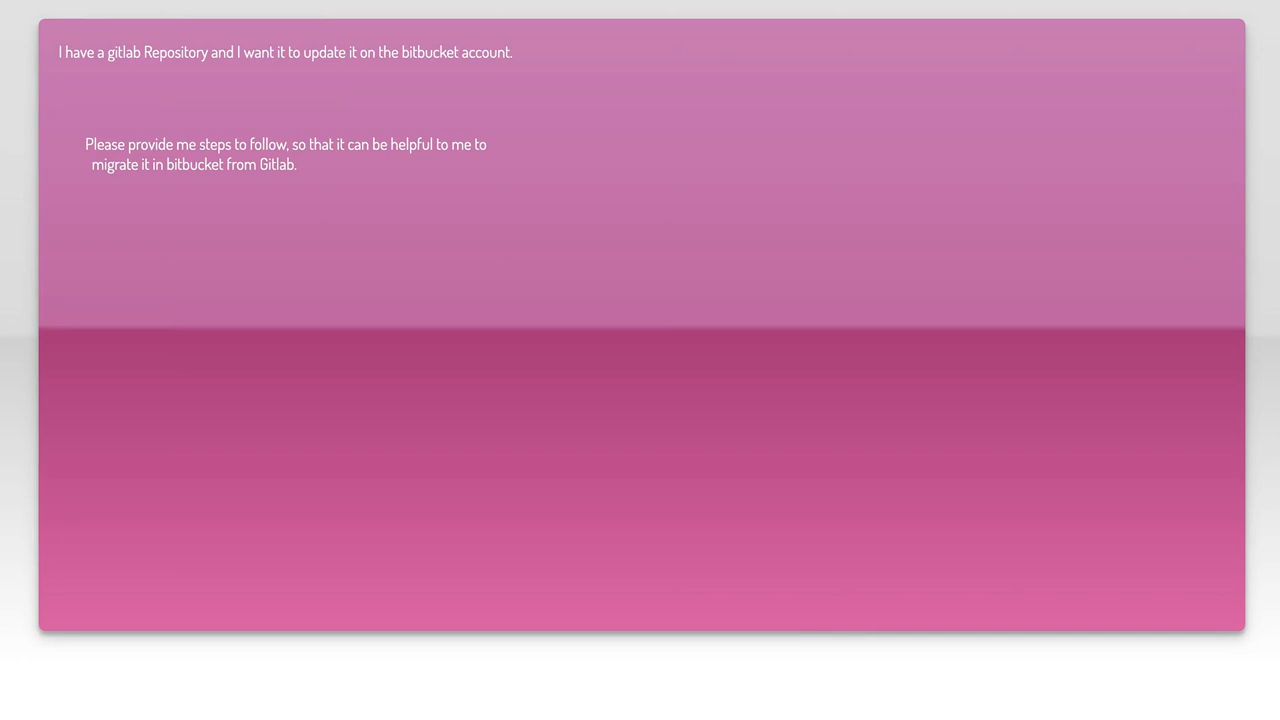 I have a gitlab Repository and I want it to update it on the bitbucket account.
Please provide me steps to follow, so that it can be helpful to me to
migrate it in bitbucket from Gitlab.